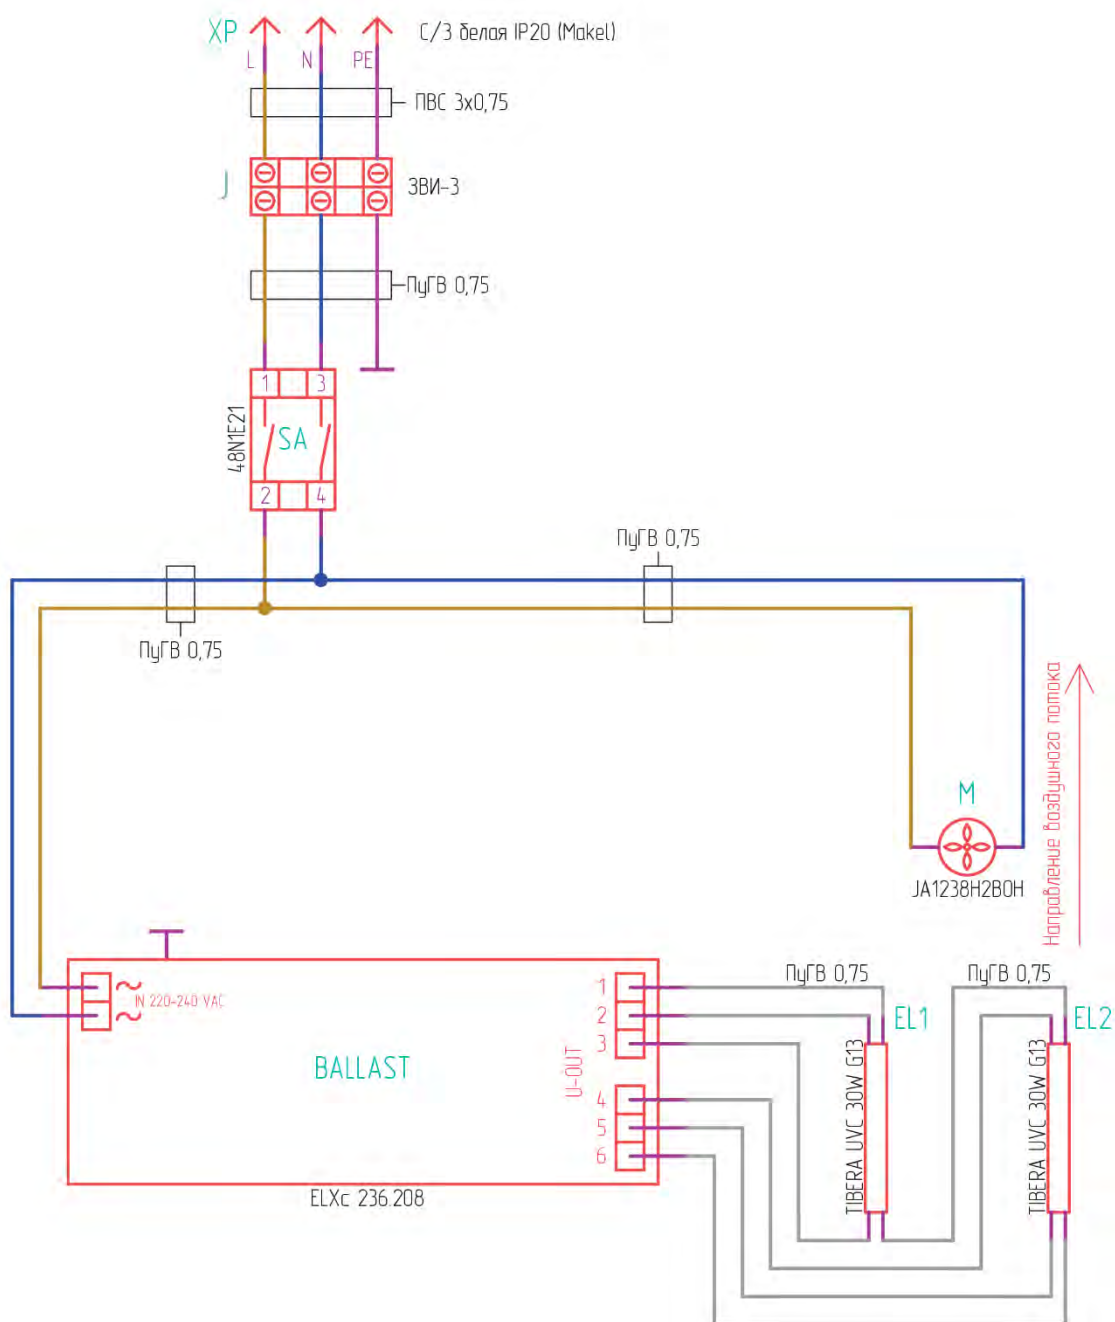 XP
С/З белая IP20 (Makel)
L
N
PE
ПВС 3х0,75
J
ЗВИ-3
ПуГВ 0,75
1
3
48N1E21
SA
2
4
ПуГВ 0,75
ПуГВ 0,75
Направление воздушного потока
M
JA1238H2B0H
IN 220-240 VAC
BALLAST
U-OUT
1
2
3
4
5
6
ELXc 236.208
ПуГВ 0,75
ПуГВ 0,75
EL1
EL2
TIBERA UVC 30W G13
TIBERA UVC 30W G13